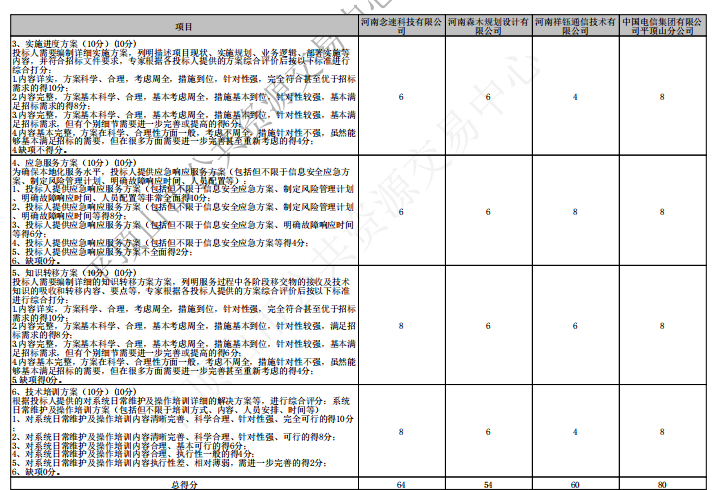 项目
河南念速科技有限公
司
河南森木规划设计有
限公司
河南祥钰通信技术有
限公司
中国电信集团有限公
司平顶山分公司
3、实施进度方案（10分）(10分)
投标人需要编制详细实施方案，列明描述项目现状、实施规划、业务逻辑、部署实施等
内容，并符合招标文件要求，专家根据各投标人提供的方案综合评价后按以下标准进行
综合打分：
1.内容详实，方案科学、合理，考虑周全，措施到位，针对性强，完全符合甚至优于招标
需求的得10分；
2.内容完整，方案基本科学、合理，基本考虑周全，措施基本到位，针对性较强，基本满
足招标需求的得8分；
3.内容完整，方案基本科学、合理，基本考虑周全，措施基本到位，针对性较强，基本满
足招标需求，但有个别细节需要进一步完善或提高的得6分；
4.内容基本完整，方案在科学、合理性方面一般，考虑不周全，措施针对性不强，虽然能
够基本满足招标的需要，但在很多方面需要进一步完善甚至重新考虑的得4分；
4.缺项不得分。
6
6
4
8
4、应急服务方案（10分）(10分)
为确保本地化服务水平，投标人提供应急响应服务方案（包括但不限于信息安全应急方
案、制定风险管理计划、明确故障响应时间、人员配置等）；
1、投标人提供应急响应服务方案（包括但不限于信息安全应急方案、制定风险管理计划
、明确故障响应时间、人员配置等非常全面得10分；
2、投标人提供应急响应服务方案（包括但不限于信息安全应急方案、制定风险管理计划
、明确故障响应时间等得8分；
3、投标人提供应急响应服务方案（包括但不限于信息安全应急方案、明确故障响应时间
等得6分；
4、投标人提供应急响应服务方案（包括但不限于信息安全应急方案等得4分；
5、投标人提供应急响应服务方案不全面得2分；
6、缺项0分。
6
6
8
8
5、知识转移方案（10分）(10分)
投标人需要编制详细的知识转移方案方案，列明服务过程中各阶段移交物的接收及技术
知识的吸收和转移内容、要点等，专家根据各投标人提供的方案综合评价后按以下标准
进行综合打分：
1.内容详实，方案科学、合理，考虑周全，措施到位，针对性强，完全符合甚至优于招标
需求的得10分；
2.内容完整，方案基本科学、合理，基本考虑周全，措施基本到位，针对性较强，满足招
标需求的得8分；
3.内容完整，方案基本科学、合理，基本考虑周全，措施基本到位，针对性较强，基本满
足招标需求，但有个别细节需要进一步完善或提高的得6分；
4.内容基本完整，方案在科学、合理性方面一般，考虑不周全，措施针对性不强，虽然能
够基本满足招标的需要，但在很多方面需要进一步完善甚至重新考虑的得4分；
5.缺项得0分。
8
6
6
8
6、技术培训方案（10分）(10分)
根据投标人提供的对系统日常维护及操作培训详细的解决方案等，进行综合评分：系统
日常维护及操作培训方案（包括但不限于培训方式、内容、人员安排、时间等）
1、对系统日常维护及操作培训内容清晰完善、科学合理、针对性强、完全可行的得10分
；
2、对系统日常维护及操作培训内容清晰完善、科学合理、针对性强、可行的得8分；
3、对系统日常维护及操作培训内容合理、基本可行的得6分；
4、对系统日常维护及操作培训内容合理、执行性一般的得4分；
5、对系统日常维护及操作培训内容执行性差、相对薄弱，需进一步完善的得2分；
6、缺项0分。
8
6
4
8
总得分
64
54
60
80